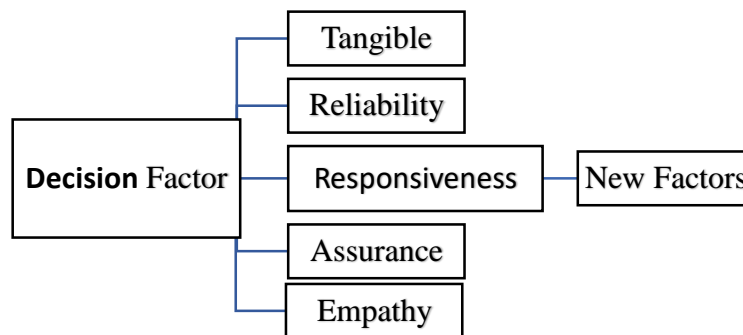 Tangible
Reliability
Decision Factor
Responsiveness
New Factors
Assurance
Empathy